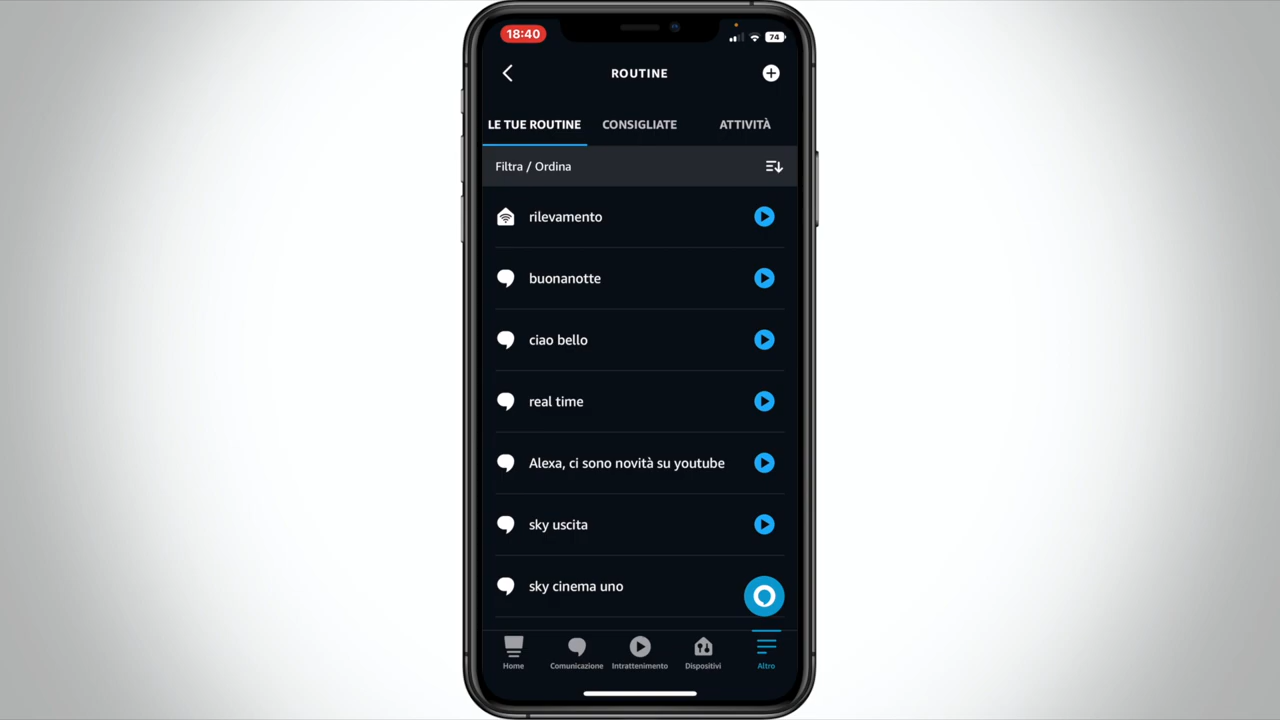 18:40
74
ROUTINE
LE TUE ROUTINE
CONSIGLIATE
ATTIVITÀ
Filtra / Ordina
rilevamento
buonanotte
ciao bello
real time
Alexa, ci sono novità su youtube
sky uscita
sky cinema uno
Home
Comunicazione
Intrattenimento
Dispositivi
Altro